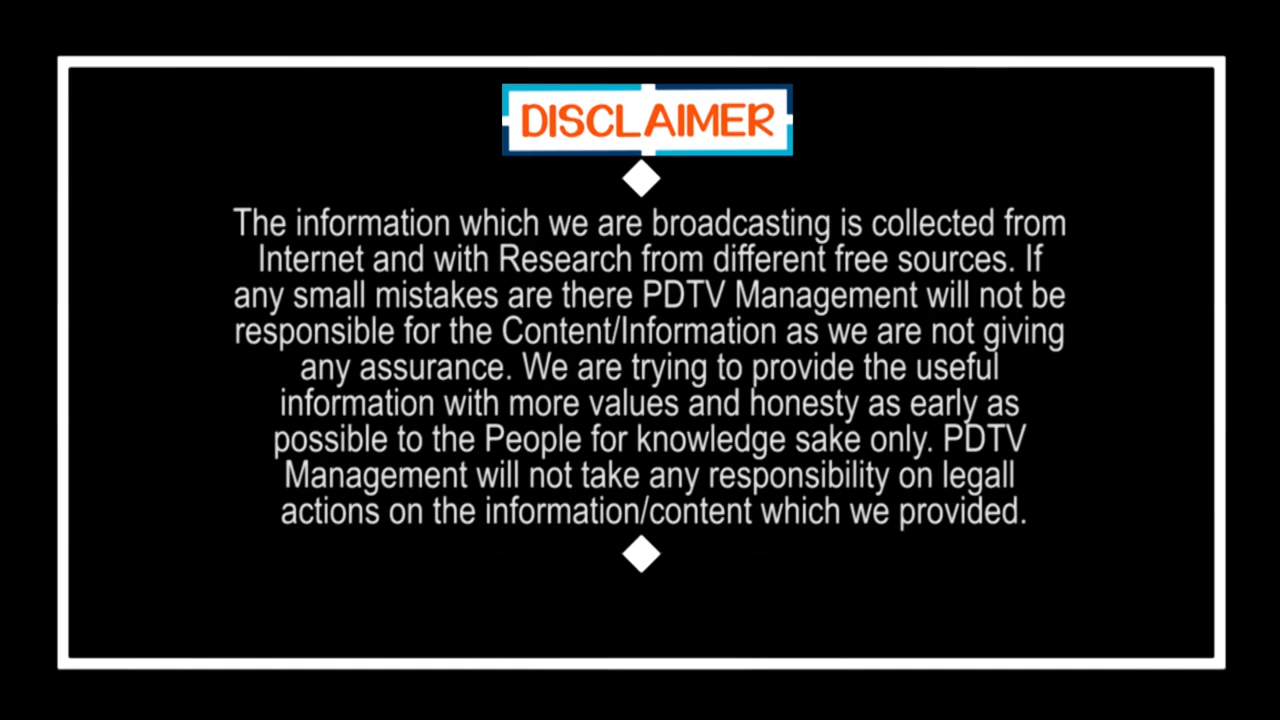 DISCLAIMER
The information which we are broadcasting is collected from
Internet and with Research from different free sources. If
any small mistakes are there PDTV Management will not be
responsible for the Content/Information as we are not giving
any assurance. We are trying to provide the useful
information with more values and honesty as early as
possible to the People for knowledge sake only. PDTV
Management will not take any responsibility on legall
actions on the information/content which we provided.